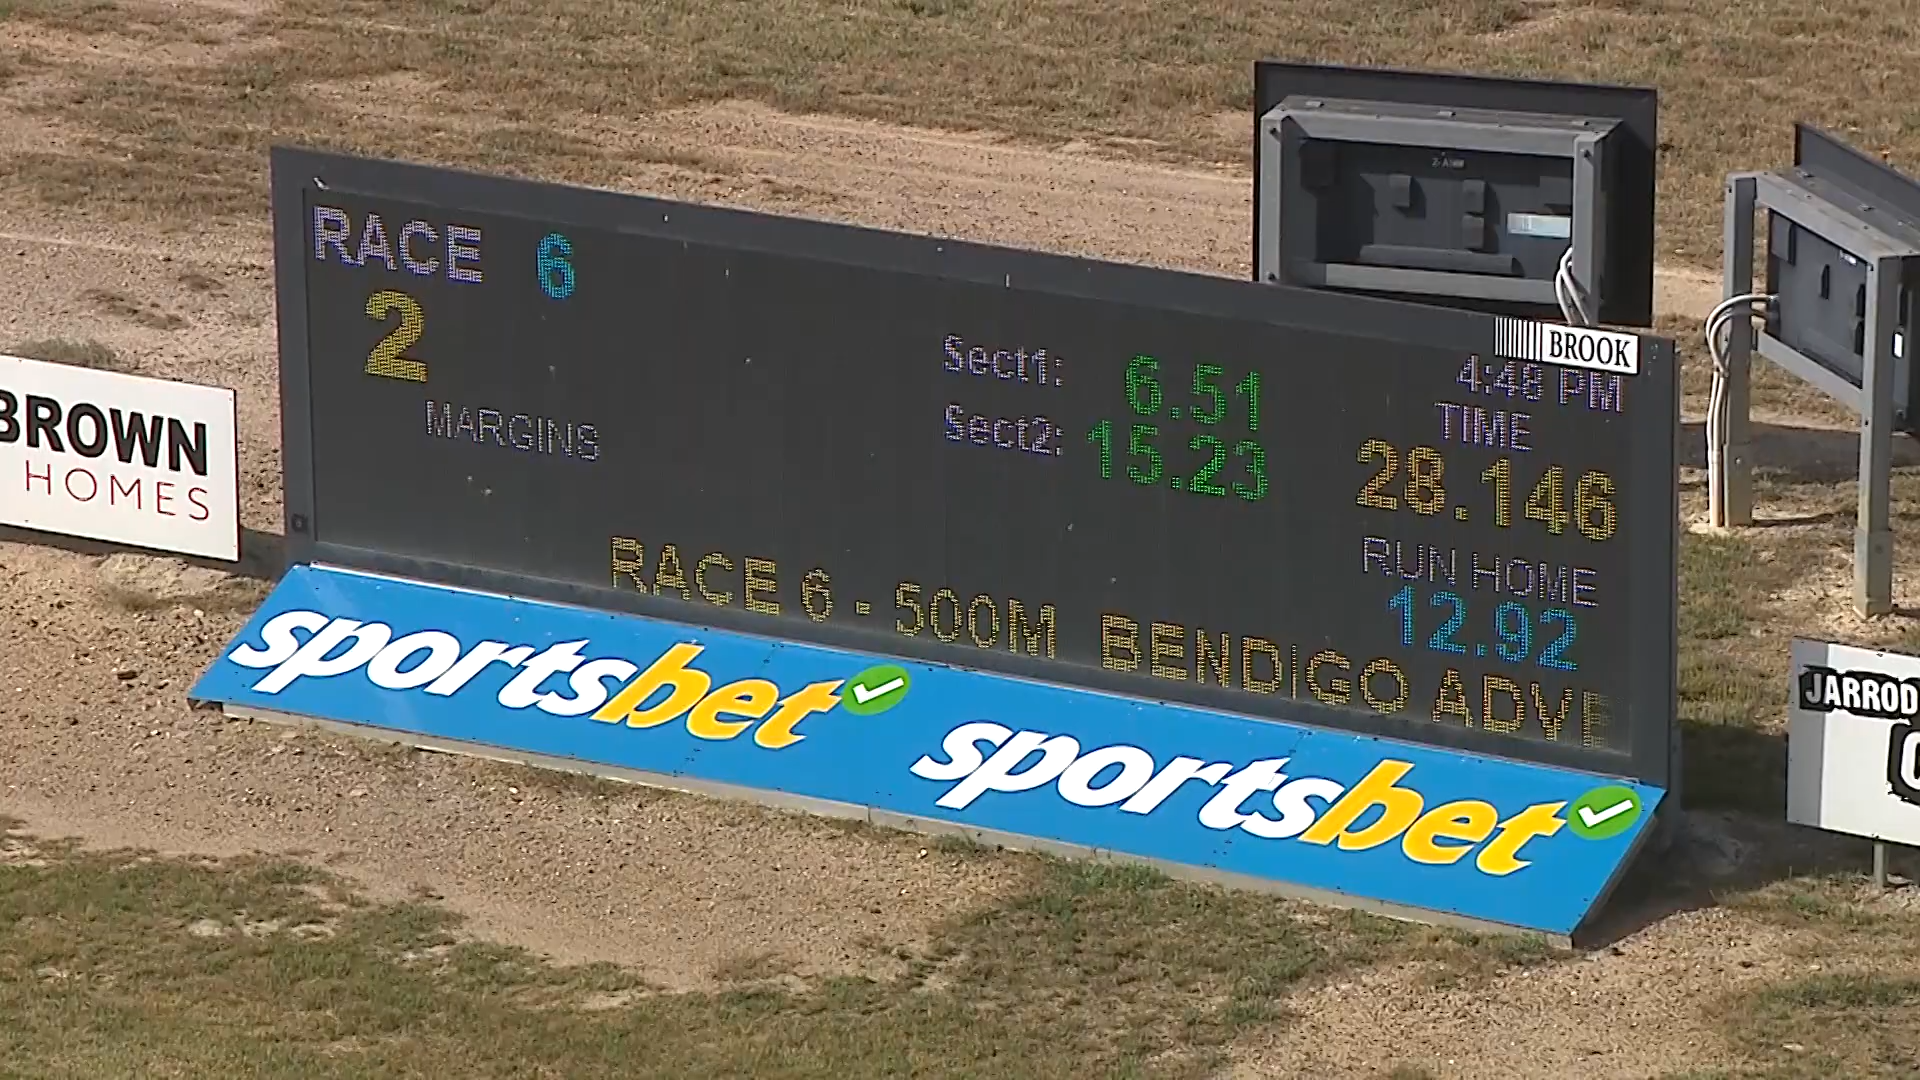 RACE 6
2
MARGINS
Sect1: 6.51
Sect2: 15.23
BROOK
4:48 PM
TIME
28.146
RUN HOME
12.92
RACE 6 - 500M BENDIGO ADVE
sportsbet sportsbet
BROWN
HOMES
JARROD